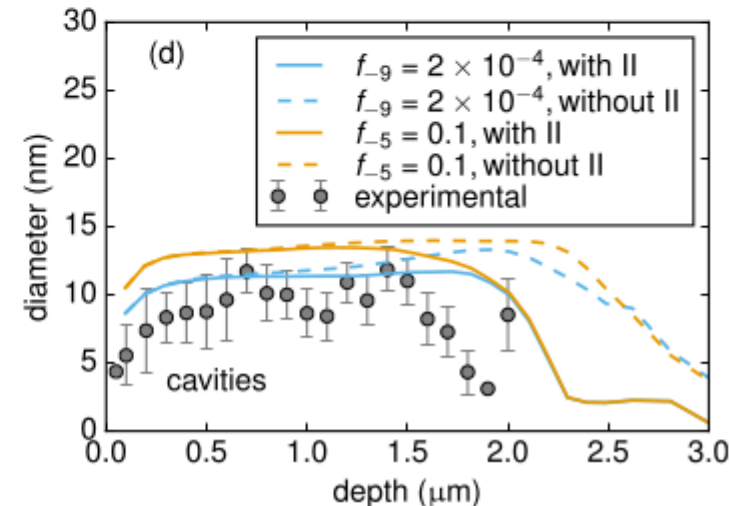 30
25
20
15
10
5
0
diameter (nm)
(d)
f₋₉ = 2 × 10⁻⁴, with II
f₋₉ = 2 × 10⁻⁴, without II
f₋₅ = 0.1, with II
f₋₅ = 0.1, without II
experimental
cavities
0.0 0.5 1.0 1.5 2.0 2.5 3.0
depth (μm)